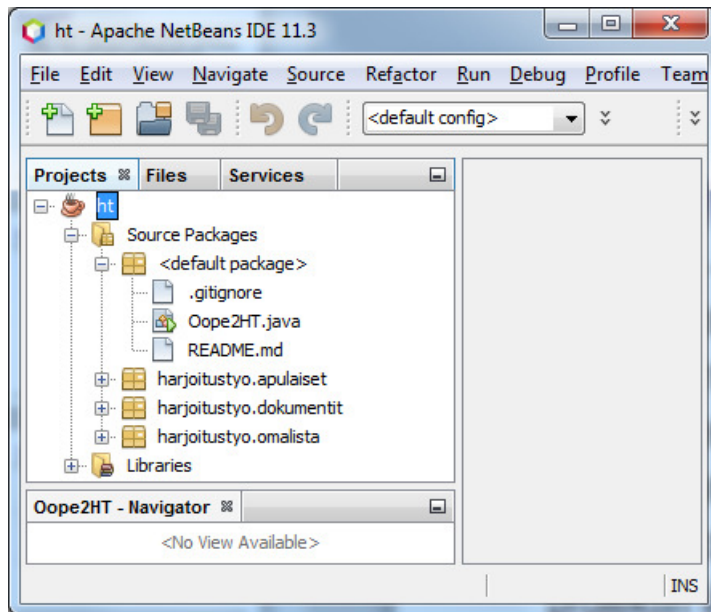 ht - Apache NetBeans IDE 11.3
File Edit View Navigate Source Refactor Run Debug Profile Team
<default config>
Projects Files Services
ht
Source Packages
<default package>
.gitignore
Oope2HT.java
README.md
harjoitustyo.apulaiset
harjoitustyo.dokumentit
harjoitustyo.omalista
Libraries
Oope2HT - Navigator
<No View Available>
INS